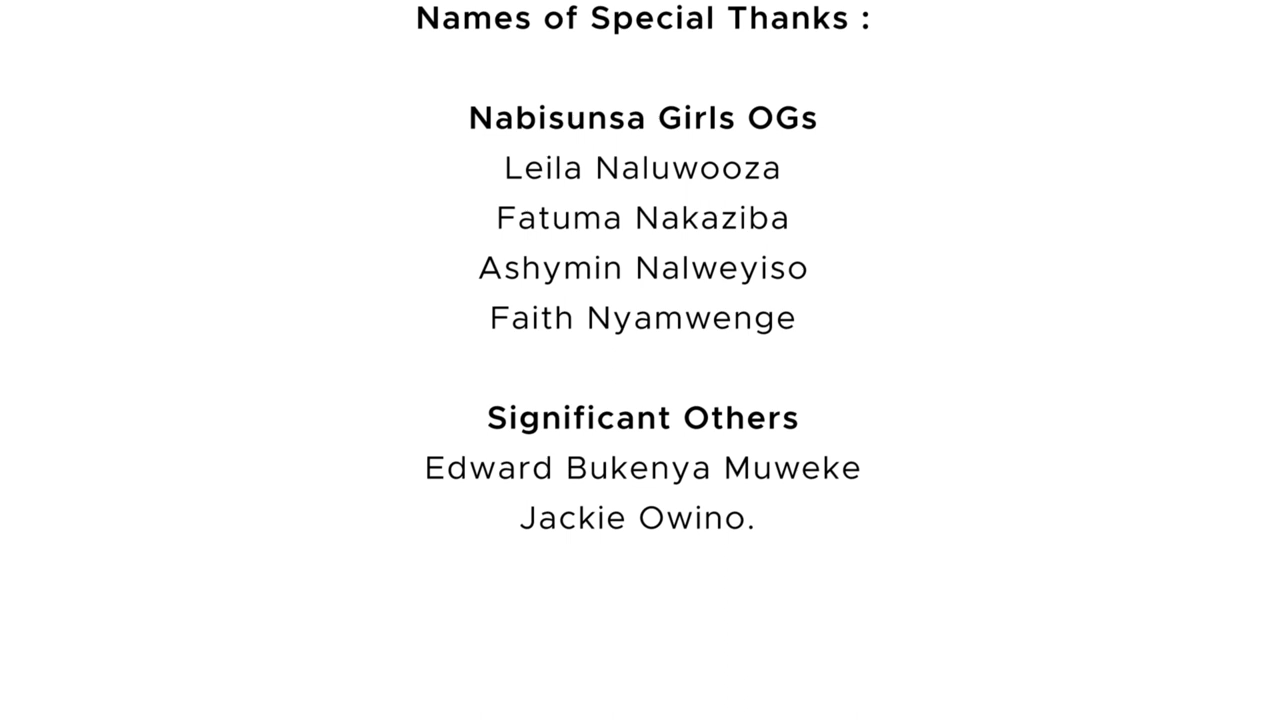 Names of Special Thanks :
Nabisunsa Girls OGs
Leila Naluwooza
Fatuma Nakaziba
Ashymin Nalweyiso
Faith Nyamwenge
Significant Others
Edward Bukenya Muweke
Jackie Owino.